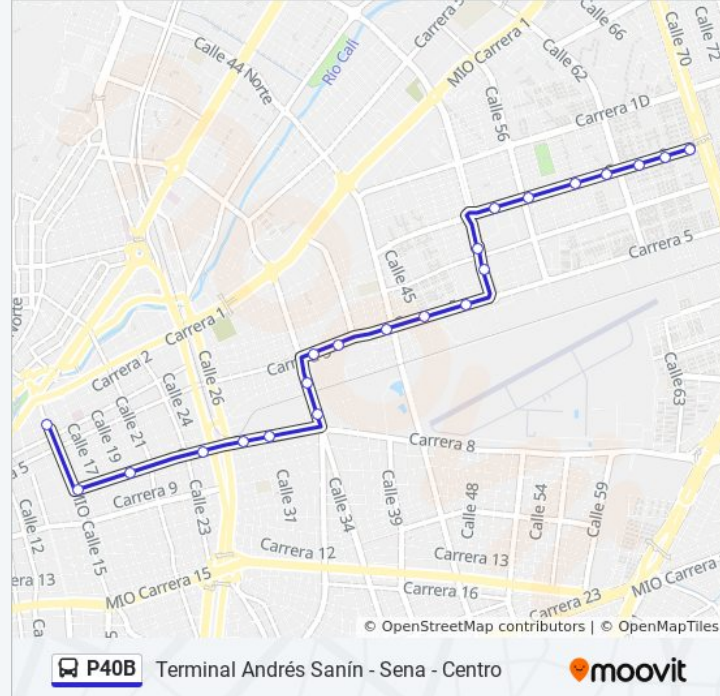 Calle 66
Carrera 5
Calle 70
Calle 72
Calle 44 Norte
Río Cali
MIO Carrera 1
Calle 62
Calle 56
Carrera 1D
Calle 45
Carrera 5
Carrera 1
Carrera 2
Calle 26
Calle 24
Calle 21
Calle 19
Calle 17
Calle 63
Carrera 8
Carrera 9
MIO Calle 15
Calle 12
Calle 23
Calle 31
Calle 34
Calle 39
Calle 48
Calle 54
Calle 59
Carrera 12
Carrera 13
MIO Carrera 15
Carrera 16
Carrera 23
MIO Carrera
era 13
© OpenStreetMap contributors | © OpenMapTiles
P40B Terminal Andrés Sanín - Sena - Centro
moovit